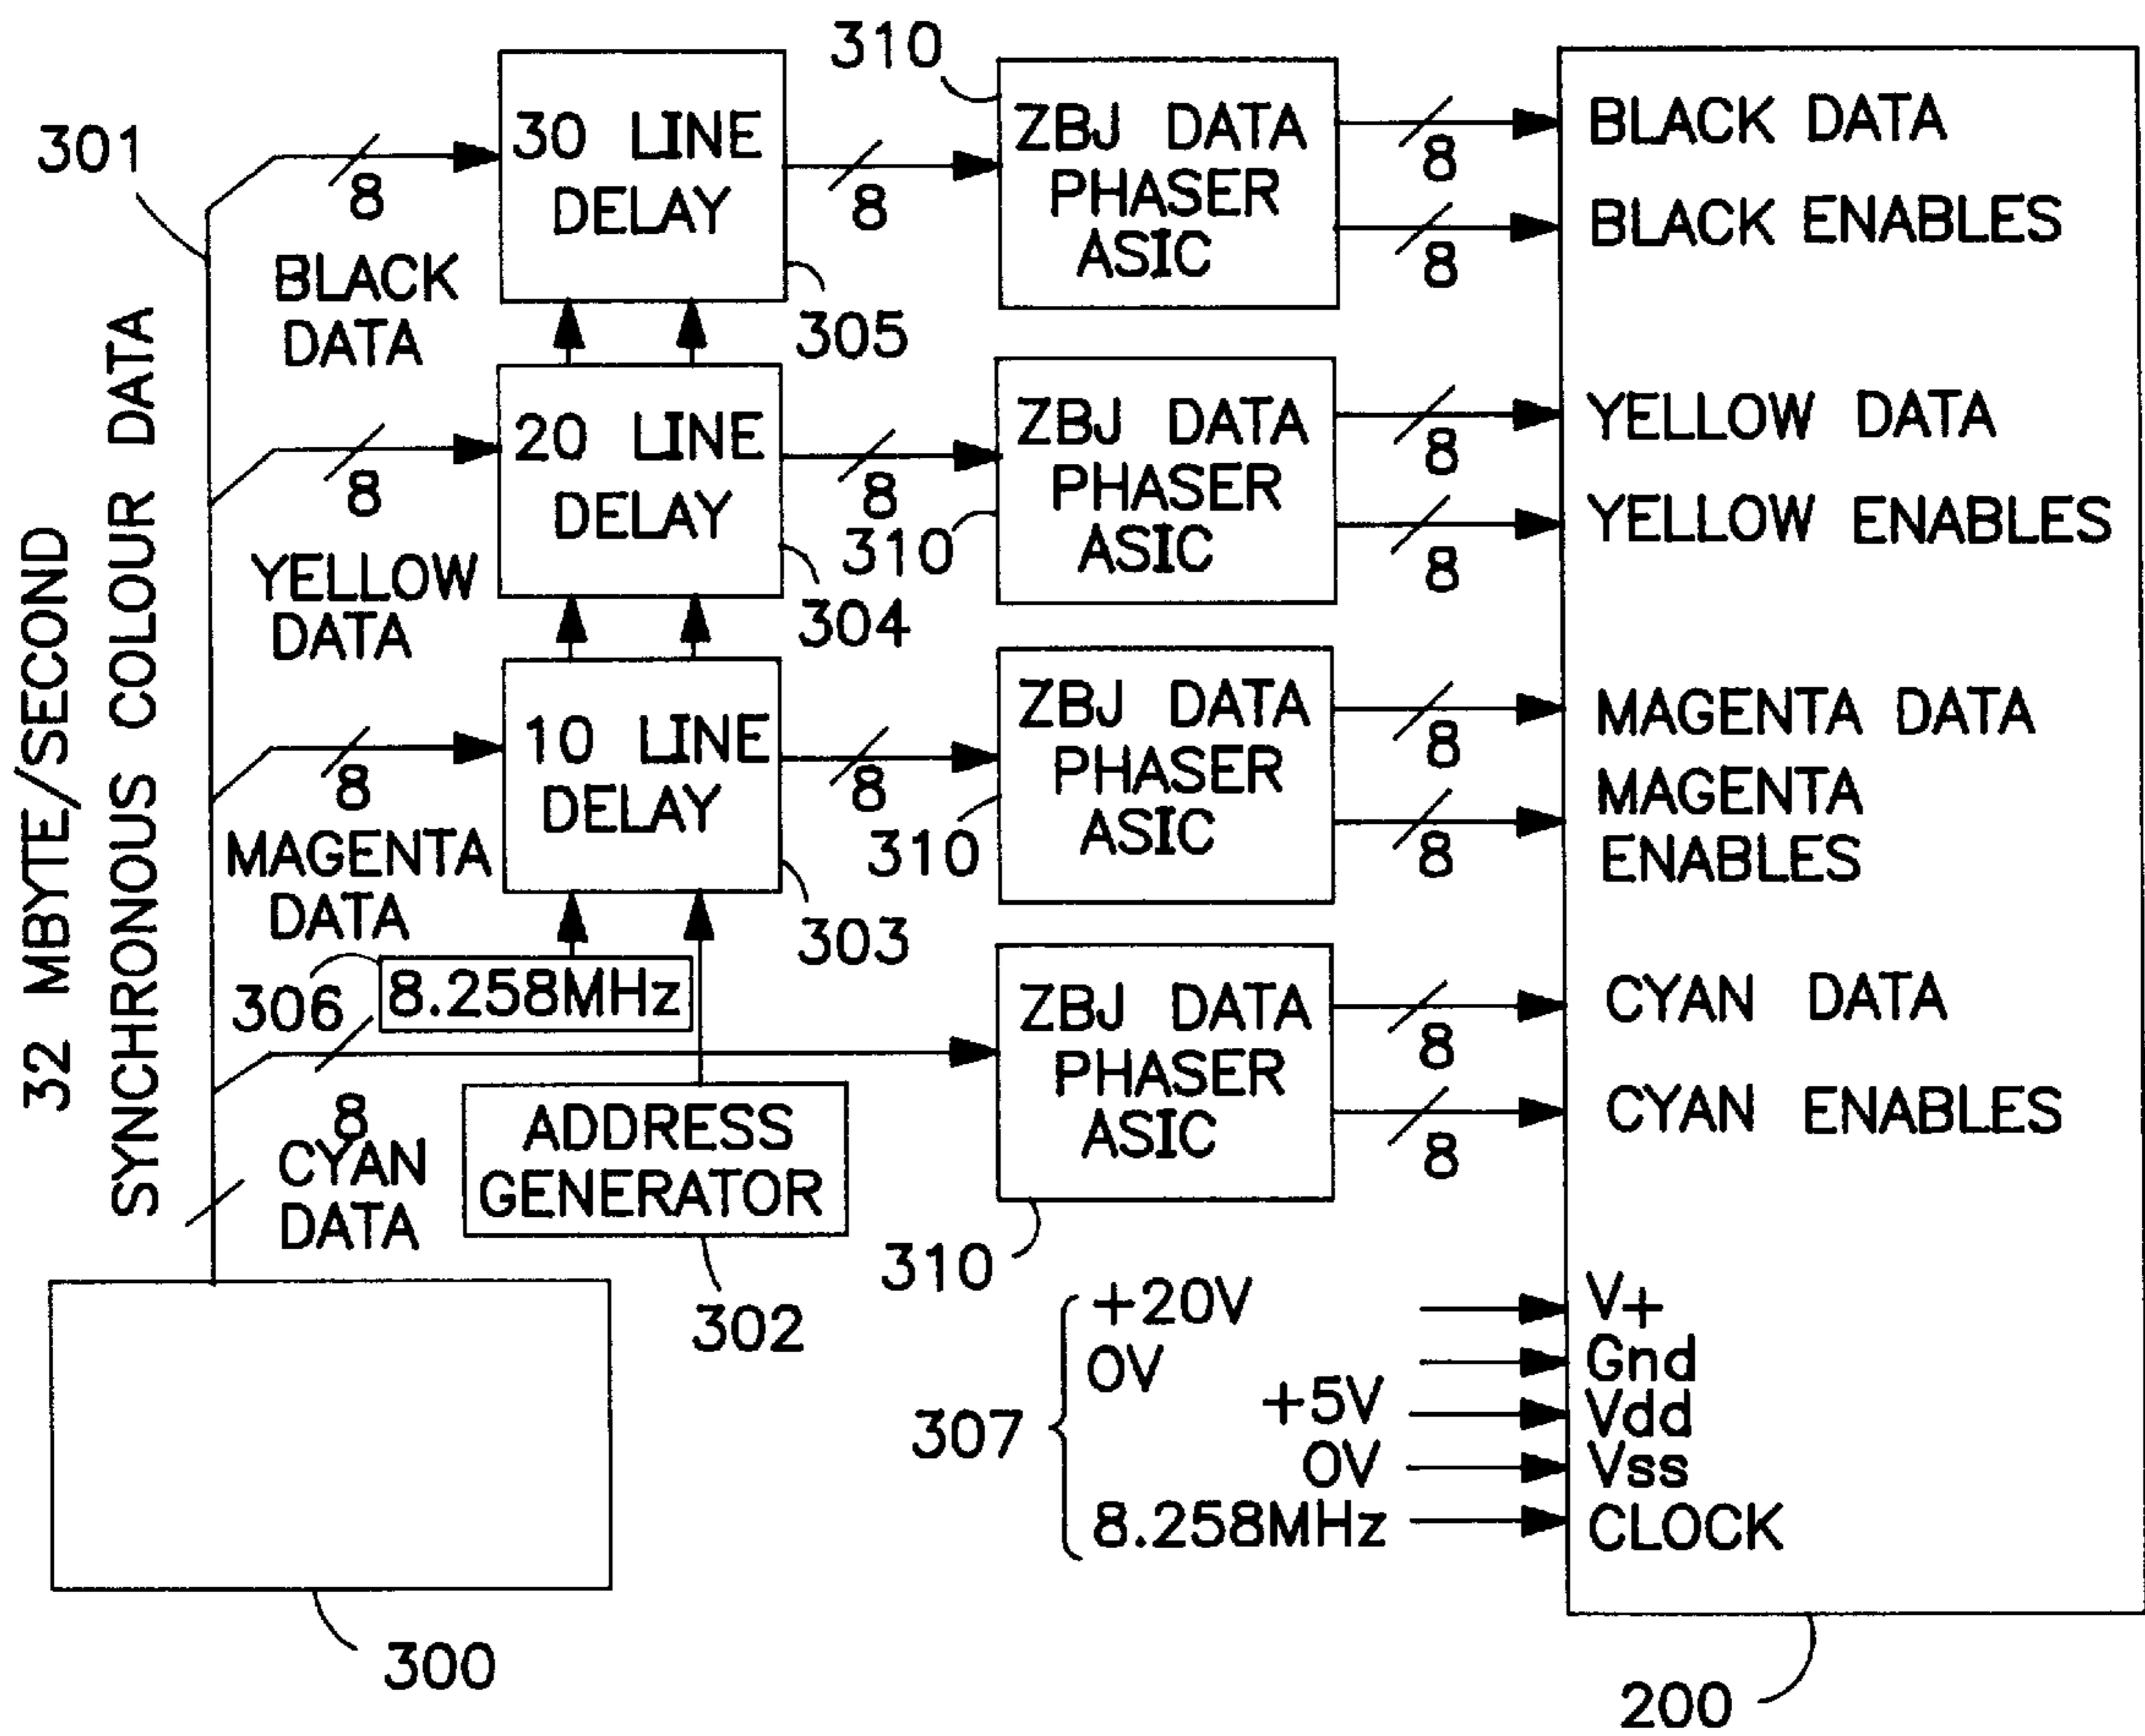 301
32 MBYTE/SECOND
SYNCHRONOUS COLOUR DATA
8
BLACK
DATA
30 LINE
DELAY
305
8
310
ZBJ DATA
PHASER
ASIC
8
8
BLACK DATA
BLACK ENABLES
8
YELLOW
DATA
20 LINE
DELAY
304
8
310
ZBJ DATA
PHASER
ASIC
8
8
YELLOW DATA
YELLOW ENABLES
8
MAGENTA
DATA
10 LINE
DELAY
303
8
310
ZBJ DATA
PHASER
ASIC
8
8
MAGENTA DATA
MAGENTA
ENABLES
306
8.258MHz
8
CYAN
DATA
ADDRESS
GENERATOR
302
ZBJ DATA
PHASER
ASIC
310
8
8
CYAN DATA
CYAN ENABLES
307
+20V
V+
0V
Gnd
+5V
Vdd
0V
Vss
8.258MHz
CLOCK
300
200